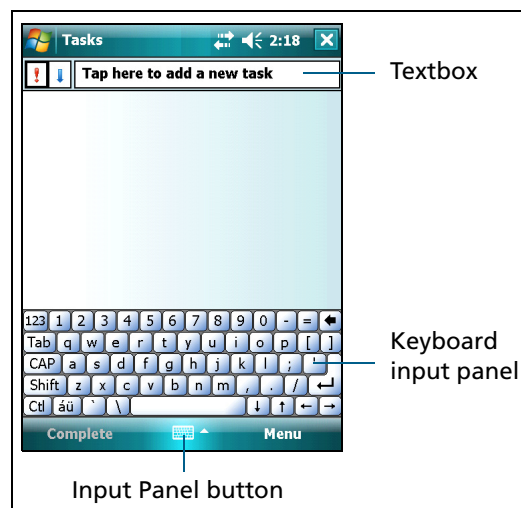 Tasks 2:18
Tap here to add a new task
Textbox
123 1 2 3 4 5 6 7 8 9 0 - =
Tab q w e r t y u i o p [ ]
CAP a s d f g h j k l ; '
Keyboard
input panel
Shift z x c v b n m , . /
Ctl áü ` \
Complete Menu
Input Panel button